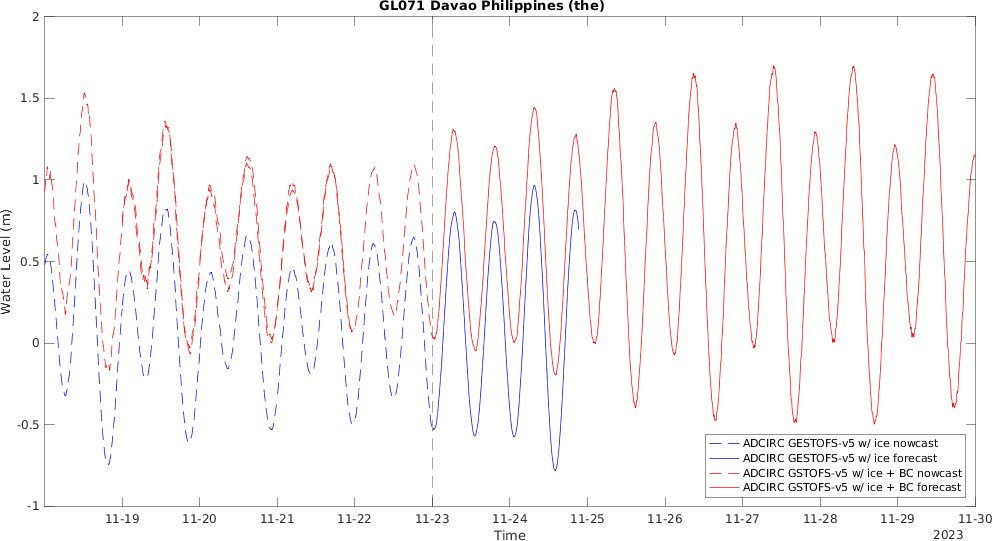 GL071 Davao Philippines (the)
2
1.5
1
0.5
0
-0.5
-1
Water Level (m)
11-19 11-20 11-21 11-22 11-23 11-24 11-25 11-26 11-27 11-28 11-29 11-30
Time
2023
ADCIRC GESTOFS-v5 w/ ice nowcast
ADCIRC GESTOFS-v5 w/ ice forecast
ADCIRC GSTOFS-v5 w/ ice + BC nowcast
ADCIRC GSTOFS-v5 w/ ice + BC forecast